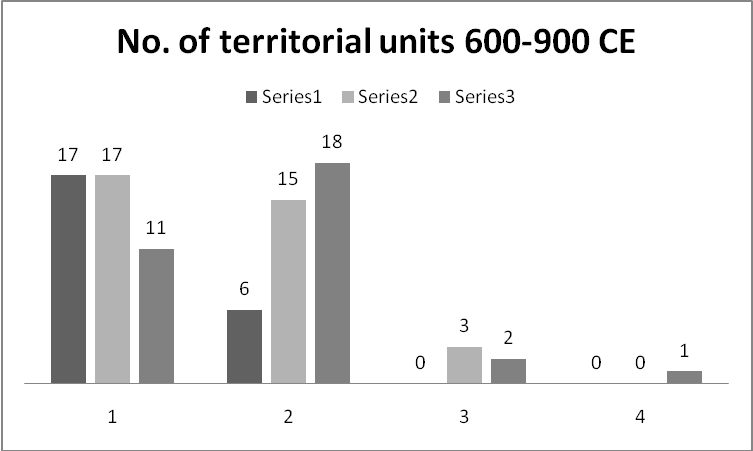 No. of territorial units 600-900 CE
Series1 Series2 Series3
17 17 11 6 15 18 0 3 2 0 0 1
1 2 3 4